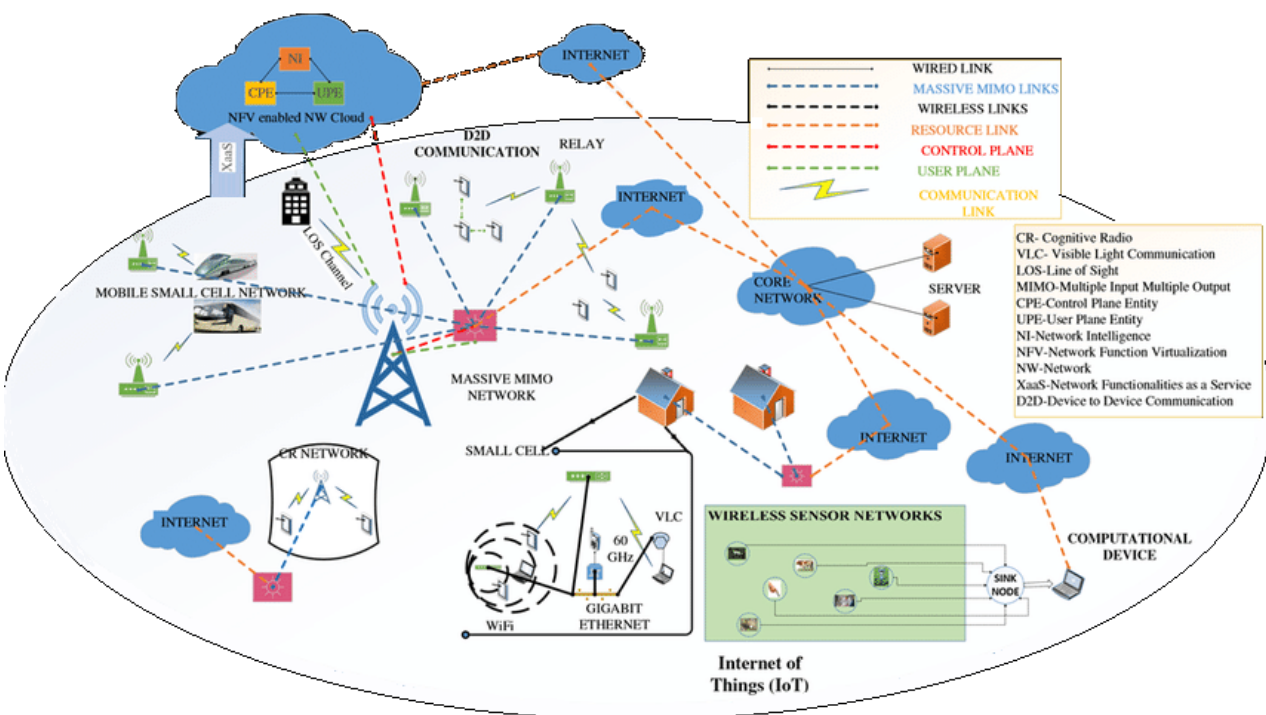 NI
CPE
UPE
NFV enabled NW Cloud
XaaS
INTERNET
WIRED LINK
MASSIVE MIMO LINKS
WIRELESS LINKS
RESOURCE LINK
CONTROL PLANE
USER PLANE
COMMUNICATION
LINK
D2D
COMMUNICATION
RELAY
INTERNET
LOS Channel
MOBILE SMALL CELL NETWORK
CORE
NETWORK
SERVER
CR- Cognitive Radio
VLC- Visible Light Communication
LOS-Line of Sight
MIMO-Multiple Input Multiple Output
CPE-Control Plane Entity
UPE-User Plane Entity
NI-Network Intelligence
NFV-Network Function Virtualization
NW-Network
XaaS-Network Functionalities as a Service
D2D-Device to Device Communication
MASSIVE MIMO
NETWORK
SMALL CELL
INTERNET
INTERNET
CR NETWORK
INTERNET
VLC
60
GHz
WiFi
GIGABIT
ETHERNET
WIRELESS SENSOR NETWORKS
SINK
NODE
COMPUTATIONAL
DEVICE
Internet of
Things (IoT)